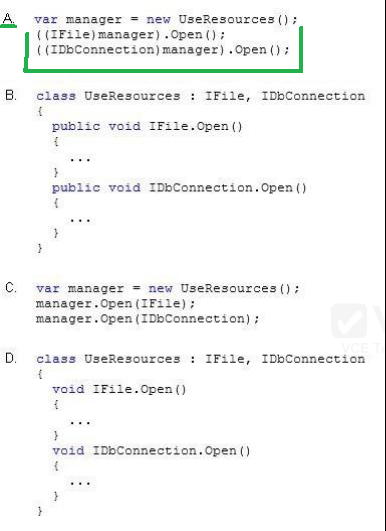 A. var manager = new UseResources();
((IFile)manager).Open();
((IDbConnection)manager).Open();
B. class UseResources : IFile, IDbConnection
{
public void IFile.Open()
{
...
}
public void IDbConnection.Open()
{
...
}
}
C. var manager = new UseResources();
manager.Open(IFile);
manager.Open(IDbConnection);
D. class UseResources : IFile, IDbConnection
{
void IFile.Open()
{
...
}
void IDbConnection.Open()
{
...
}
}